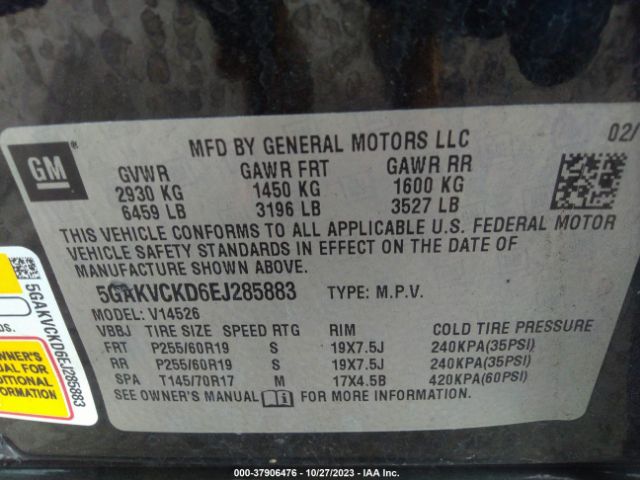 GM
MFD BY GENERAL MOTORS LLC 02/
GVWR GAWR FRT GAWR RR
2930 KG 1450 KG 1600 KG
6459 LB 3196 LB 3527 LB
THIS VEHICLE CONFORMS TO ALL APPLICABLE U.S. FEDERAL MOTOR
VEHICLE SAFETY STANDARDS IN EFFECT ON THE DATE OF
MANUFACTURE SHOWN ABOVE.
5GAKVCKD6EJ285883 TYPE: M.P.V.
MODEL: V14526
VBBJ TIRE SIZE SPEED RTG RIM COLD TIRE PRESSURE
FRT P255/60R19 S 19X7.5J 240KPA(35PSI)
RR P255/60R19 S 19X7.5J 240KPA(35PSI)
SPA T145/70R17 M 17X4.5B 420KPA(60PSI)
SEE OWNER'S MANUAL FOR MORE INFORMATION.
5GAKVCKD6EJ285883
OWNER'S
MANUAL FOR
ADDITIONAL
INFORMATION
000-37906476 - 10/27/2023 - IAA Inc.